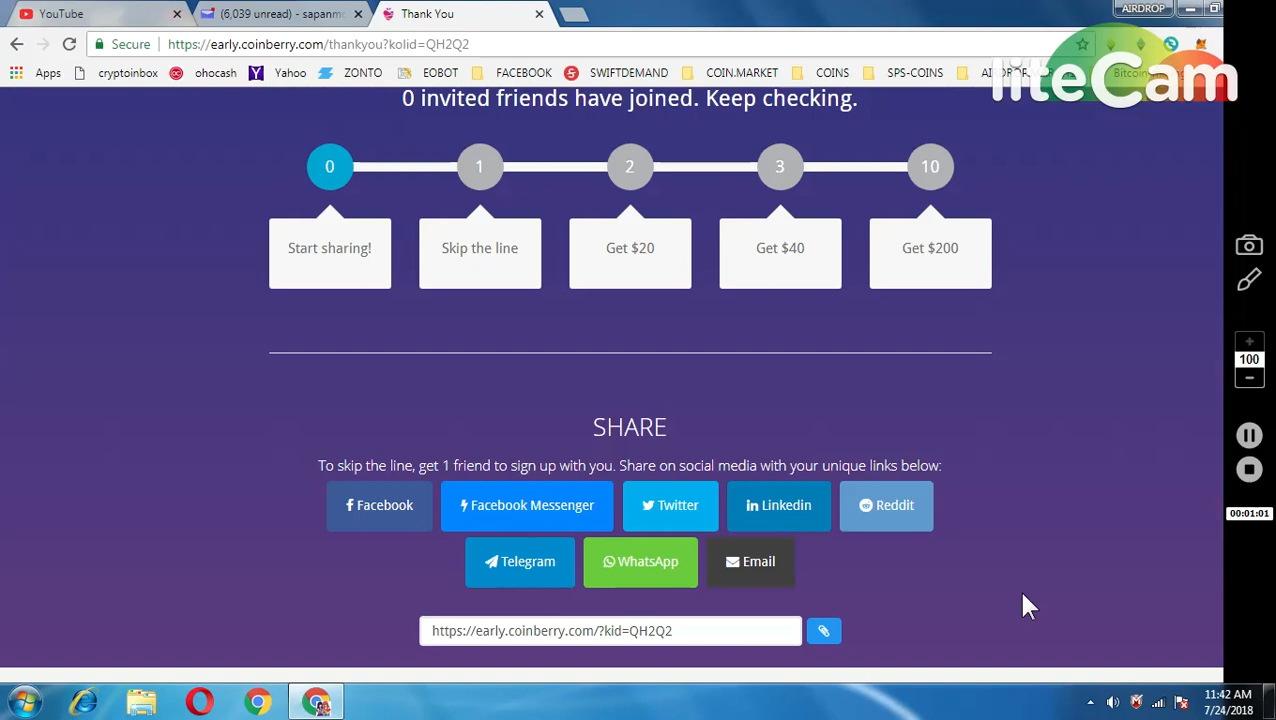 YouTube
(6,039 unread) - sapanmo
Thank You
AIRDROP
Secure
https://early.coinberry.com/thankyou?kolid=QH2Q2
Apps
cryptoinbox
ohocash
Yahoo
ZONTO
EOBOT
FACEBOOK
SWIFTDEMAND
COIN.MARKET
COINS
SPS-COINS
liteCam
0 invited friends have joined. Keep checking.
0 1 2 3 10
Start sharing!
Skip the line
Get $20
Get $40
Get $200
100
SHARE
To skip the line, get 1 friend to sign up with you. Share on social media with your unique links below:
Facebook
Facebook Messenger
Twitter
Linkedin
Reddit
00:01:01
Telegram
WhatsApp
Email
https://early.coinberry.com/?kid=QH2Q2
11:42 AM
7/24/2018